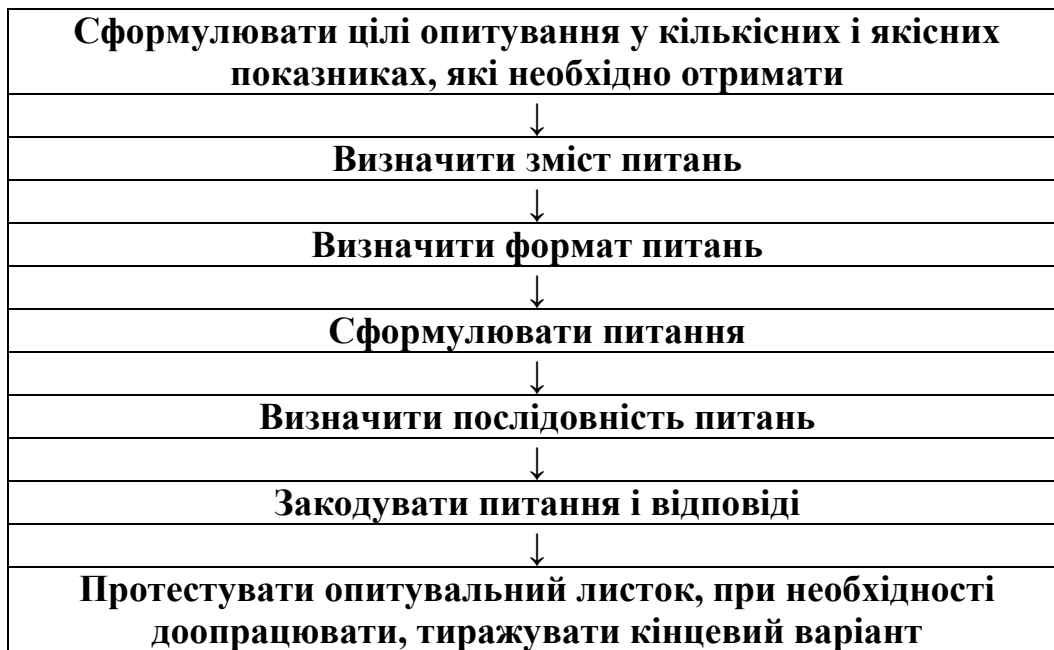 Сформулювати цілі опитування у кількісних і якісних
показниках, які необхідно отримати
↓
Визначити зміст питань
↓
Визначити формат питань
↓
Сформулювати питання
↓
Визначити послідовність питань
↓
Закодувати питання і відповіді
↓
Протестувати опитувальний листок, при необхідності
доопрацювати, тиражувати кінцевий варіант